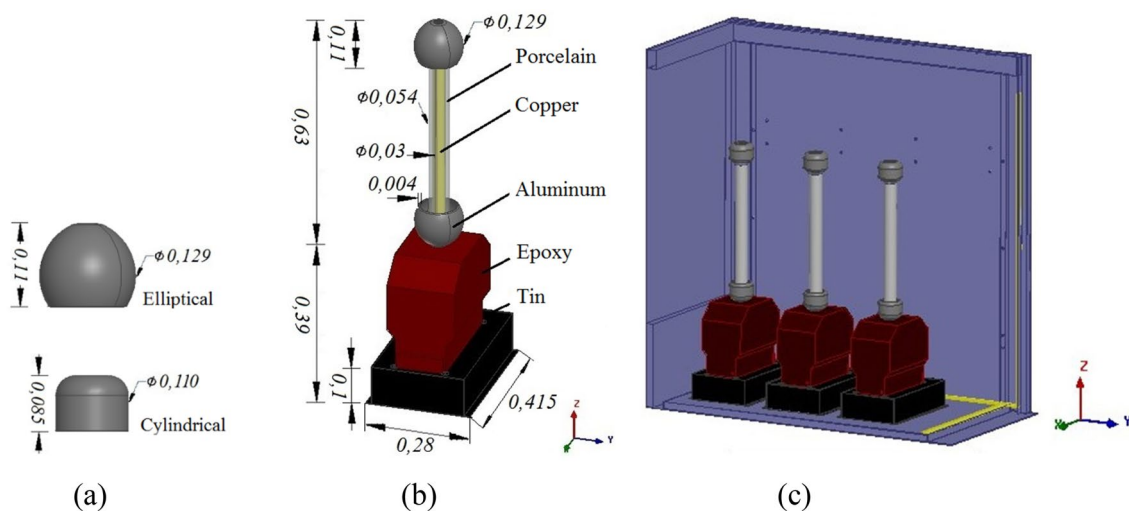 0,11
ϕ0,129
Elliptical
0,085
ϕ0,110
Cylindrical
(a)
0,63
0,11
ϕ0,129
Porcelain
ϕ0,054
Copper
ϕ0,03
0,004
Aluminum
Epoxy
0,39
Tin
0,1
0,415
0,28
Z
Y
(b)
Z
X
Y
(c)